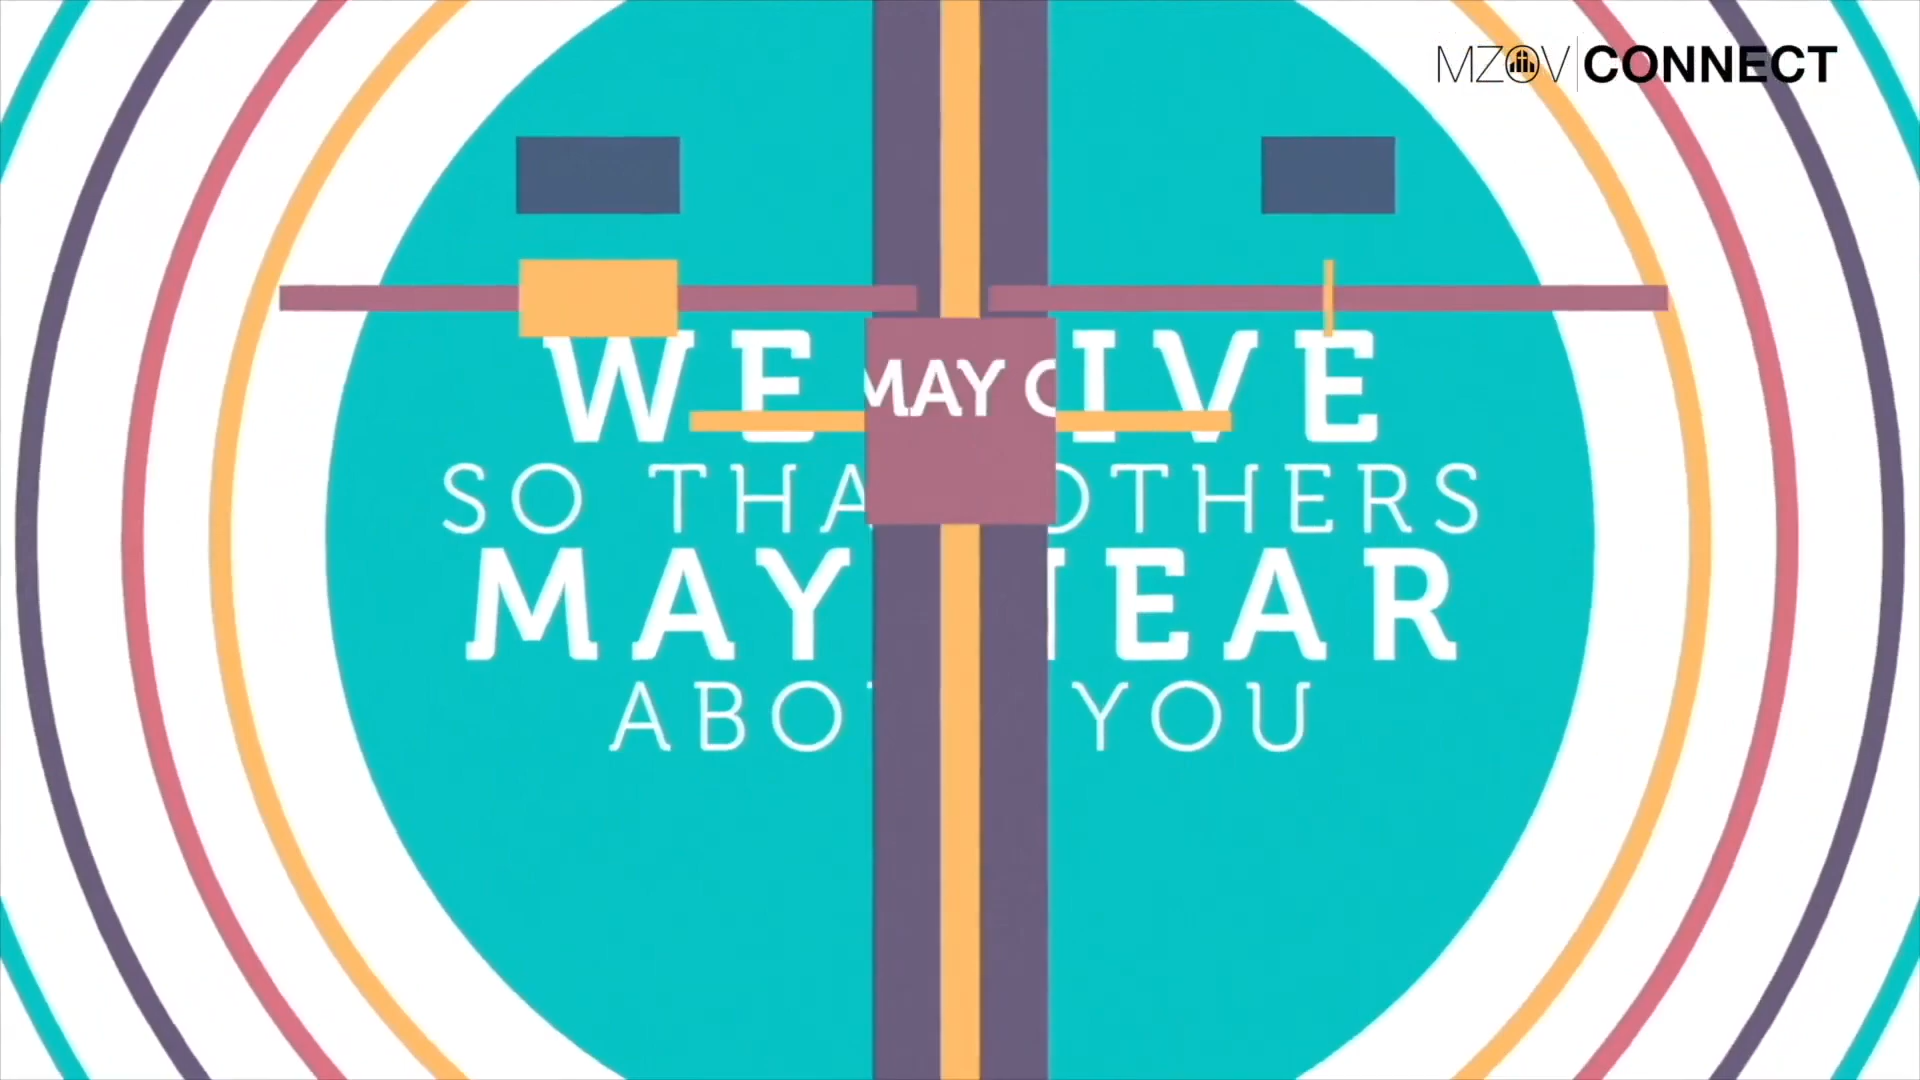 MZOV CONNECT
WE IVE
MAY
SO THA OTHERS
MAY EAR
ABO YOU